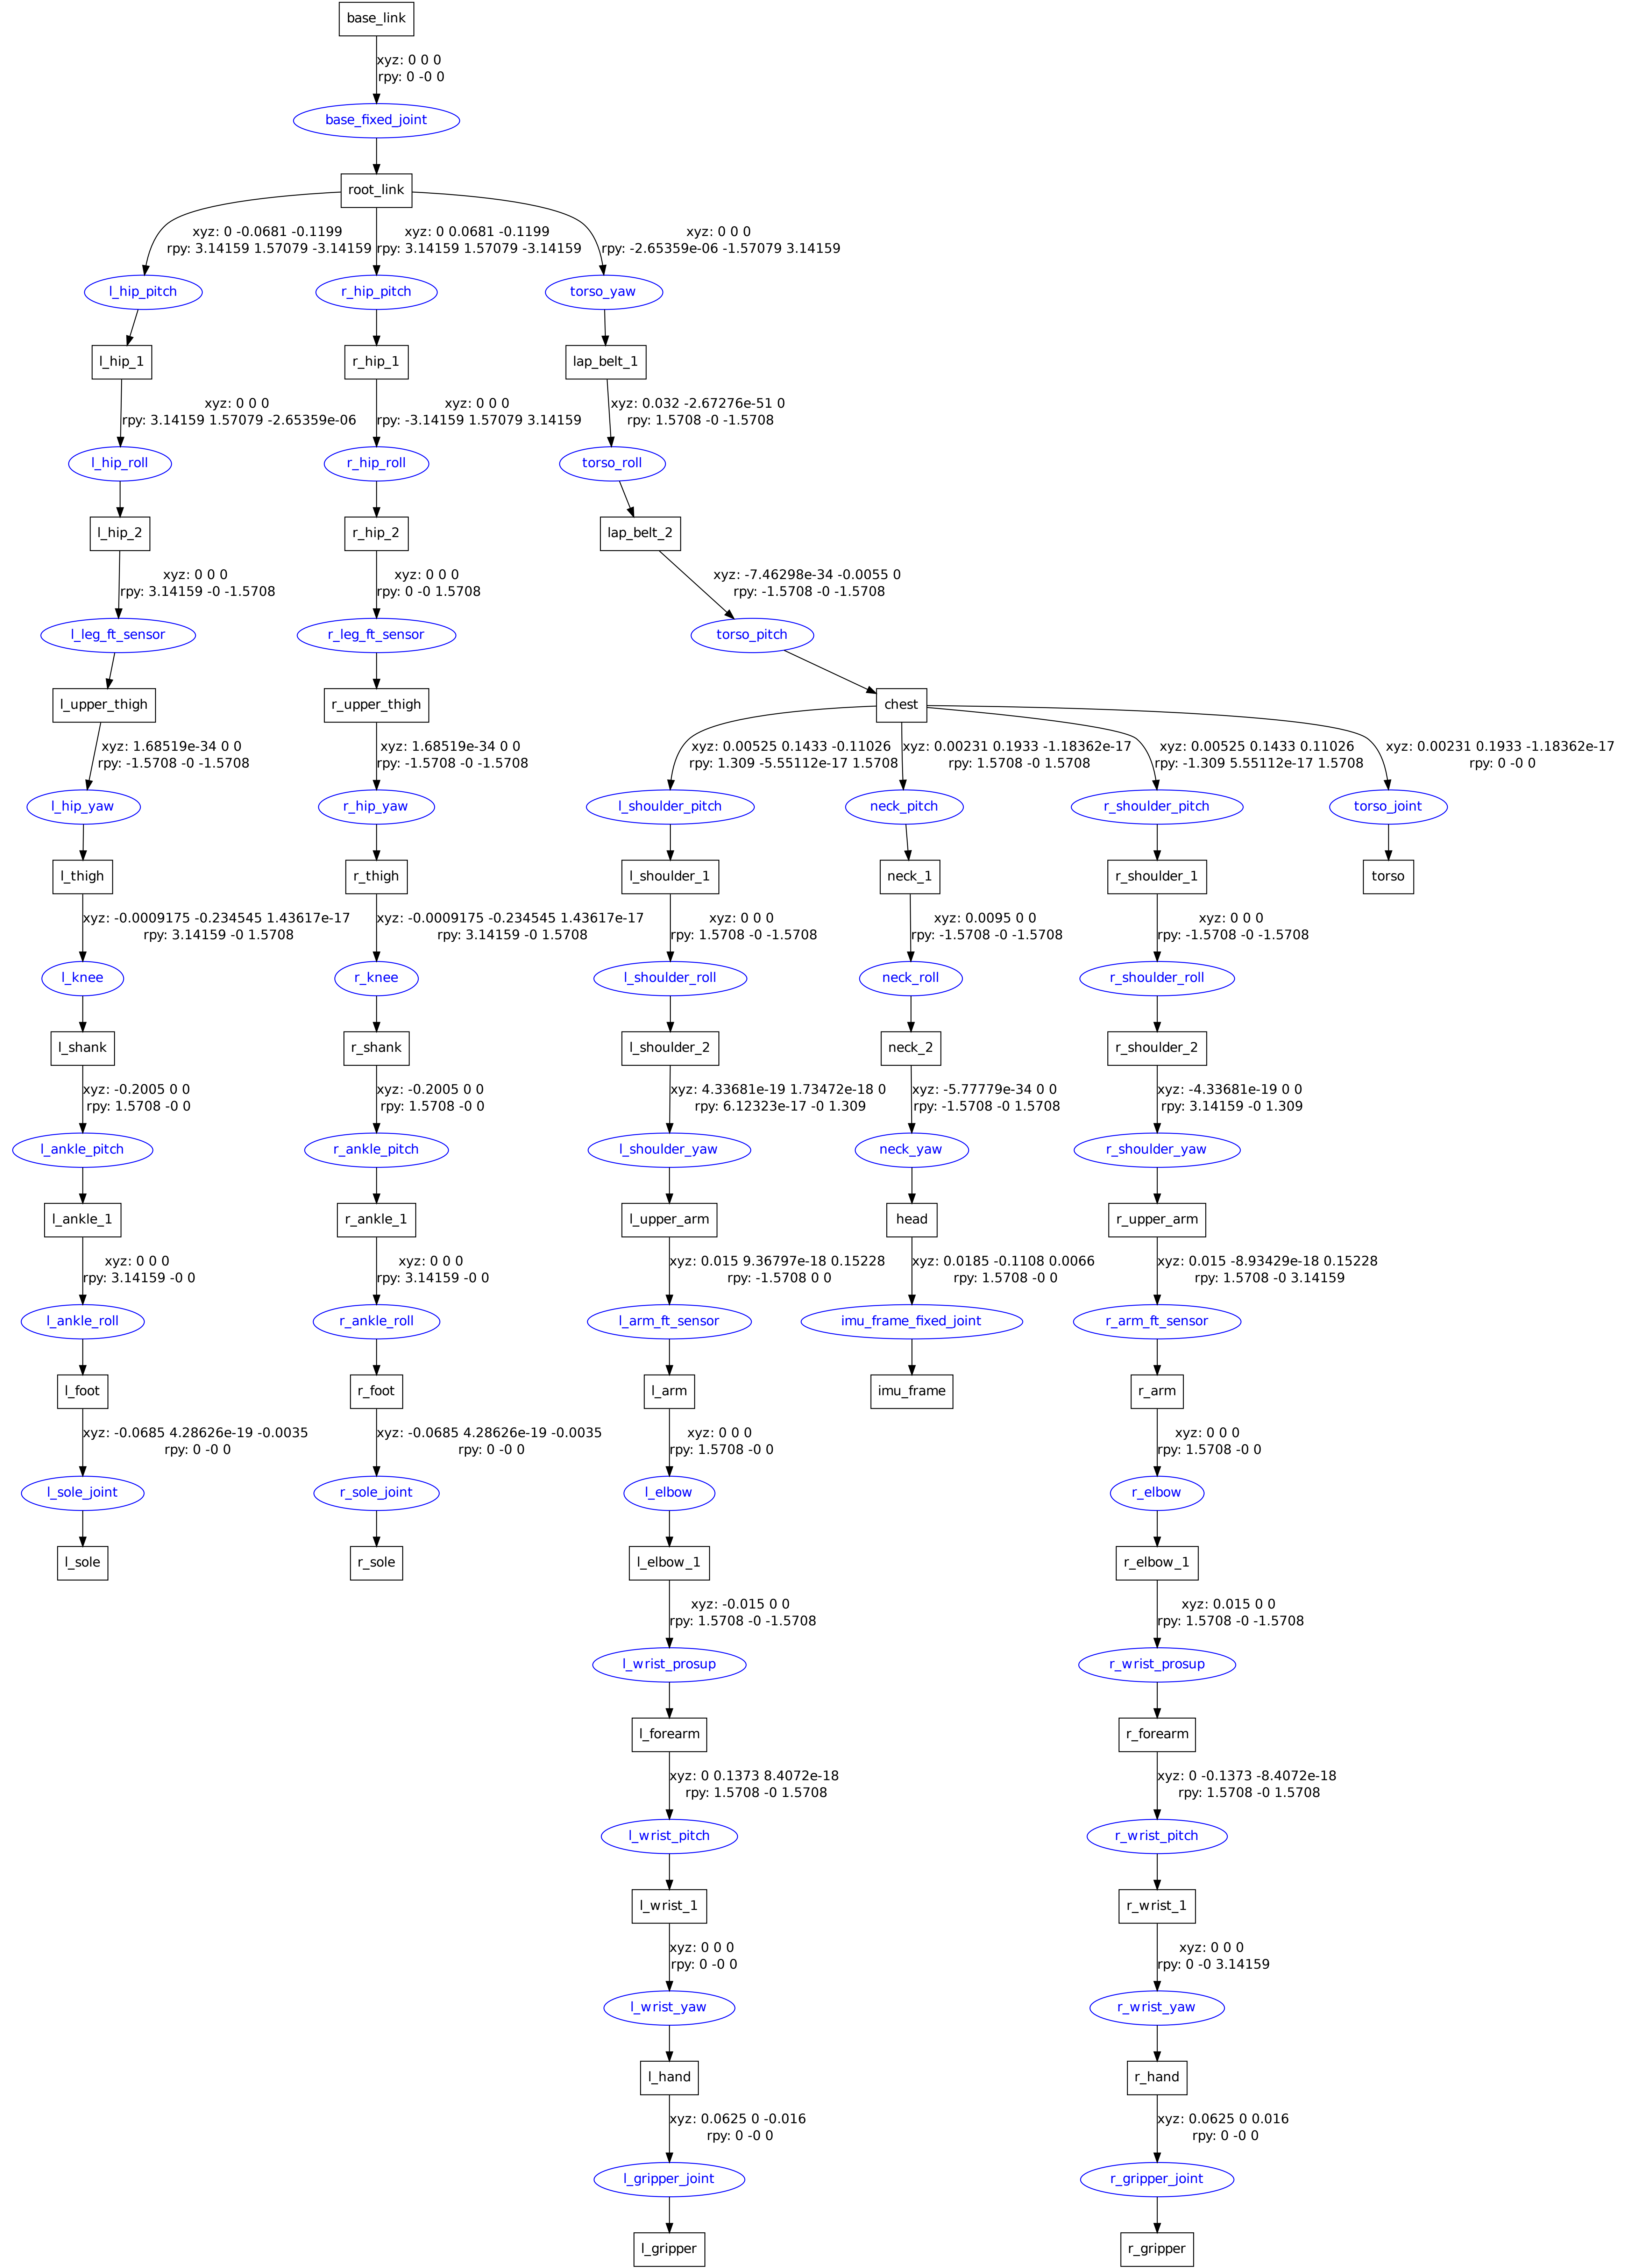 base_link
xyz: 0 0 0
rpy: 0 -0 0
base_fixed_joint
root_link
xyz: 0 -0.0681 -0.1199
rpy: 3.14159 1.57079 -3.14159
xyz: 0 0.0681 -0.1199
rpy: 3.14159 1.57079 -3.14159
xyz: 0 0 0
rpy: -2.65359e-06 -1.57079 3.14159
l_hip_pitch
r_hip_pitch
torso_yaw
l_hip_1
r_hip_1
lap_belt_1
xyz: 0 0 0
rpy: 3.14159 1.57079 -2.65359e-06
xyz: 0 0 0
rpy: -3.14159 1.57079 3.14159
xyz: 0.032 -2.67276e-51 0
rpy: 1.5708 -0 -1.5708
l_hip_roll
r_hip_roll
torso_roll
l_hip_2
r_hip_2
lap_belt_2
xyz: 0 0 0
rpy: 3.14159 -0 -1.5708
xyz: 0 0 0
rpy: 0 -0 1.5708
xyz: -7.46298e-34 -0.0055 0
rpy: -1.5708 -0 -1.5708
l_leg_ft_sensor
r_leg_ft_sensor
torso_pitch
l_upper_thigh
r_upper_thigh
chest
xyz: 1.68519e-34 0 0
rpy: -1.5708 -0 -1.5708
xyz: 1.68519e-34 0 0
rpy: -1.5708 -0 -1.5708
xyz: 0.00525 0.1433 -0.11026
rpy: 1.309 -5.55112e-17 1.5708
xyz: 0.00231 0.1933 -1.18362e-17
rpy: 1.5708 -0 1.5708
xyz: 0.00525 0.1433 0.11026
rpy: -1.309 5.55112e-17 1.5708
xyz: 0.00231 0.1933 -1.18362e-17
rpy: 0 -0 0
l_hip_yaw
r_hip_yaw
l_shoulder_pitch
neck_pitch
r_shoulder_pitch
torso_joint
l_thigh
r_thigh
l_shoulder_1
neck_1
r_shoulder_1
torso
xyz: -0.0009175 -0.234545 1.43617e-17
rpy: 3.14159 -0 1.5708
xyz: -0.0009175 -0.234545 1.43617e-17
rpy: 3.14159 -0 1.5708
xyz: 0 0 0
rpy: 1.5708 -0 -1.5708
xyz: 0.0095 0 0
rpy: -1.5708 -0 -1.5708
xyz: 0 0 0
rpy: -1.5708 -0 -1.5708
l_knee
r_knee
l_shoulder_roll
neck_roll
r_shoulder_roll
l_shank
r_shank
l_shoulder_2
neck_2
r_shoulder_2
xyz: -0.2005 0 0
rpy: 1.5708 -0 0
xyz: -0.2005 0 0
rpy: 1.5708 -0 0
xyz: 4.33681e-19 1.73472e-18 0
rpy: 6.12323e-17 -0 1.309
xyz: -5.77779e-34 0 0
rpy: -1.5708 -0 1.5708
xyz: -4.33681e-19 0 0
rpy: 3.14159 -0 1.309
l_ankle_pitch
r_ankle_pitch
l_shoulder_yaw
neck_yaw
r_shoulder_yaw
l_ankle_1
r_ankle_1
l_upper_arm
head
r_upper_arm
xyz: 0 0 0
rpy: 3.14159 -0 0
xyz: 0 0 0
rpy: 3.14159 -0 0
xyz: 0.015 9.36797e-18 0.15228
rpy: -1.5708 0 0
xyz: 0.0185 -0.1108 0.0066
rpy: 1.5708 -0 0
xyz: 0.015 -8.93429e-18 0.15228
rpy: 1.5708 -0 3.14159
l_ankle_roll
r_ankle_roll
l_arm_ft_sensor
imu_frame_fixed_joint
r_arm_ft_sensor
l_foot
r_foot
l_arm
imu_frame
r_arm
xyz: -0.0685 4.28626e-19 -0.0035
rpy: 0 -0 0
xyz: -0.0685 4.28626e-19 -0.0035
rpy: 0 -0 0
xyz: 0 0 0
rpy: 1.5708 -0 0
xyz: 0 0 0
rpy: 1.5708 -0 0
l_sole_joint
r_sole_joint
l_elbow
r_elbow
l_sole
r_sole
l_elbow_1
r_elbow_1
xyz: -0.015 0 0
rpy: 1.5708 -0 -1.5708
xyz: 0.015 0 0
rpy: 1.5708 -0 -1.5708
l_wrist_prosup
r_wrist_prosup
l_forearm
r_forearm
xyz: 0 0.1373 8.4072e-18
rpy: 1.5708 -0 1.5708
xyz: 0 -0.1373 -8.4072e-18
rpy: 1.5708 -0 1.5708
l_wrist_pitch
r_wrist_pitch
l_wrist_1
r_wrist_1
xyz: 0 0 0
rpy: 0 -0 0
xyz: 0 0 0
rpy: 0 -0 3.14159
l_wrist_yaw
r_wrist_yaw
l_hand
r_hand
xyz: 0.0625 0 -0.016
rpy: 0 -0 0
xyz: 0.0625 0 0.016
rpy: 0 -0 0
l_gripper_joint
r_gripper_joint
l_gripper
r_gripper